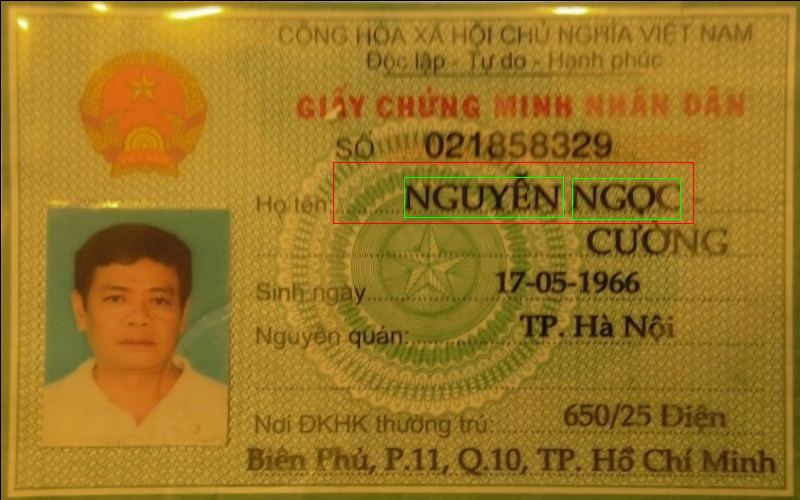 CỘNG HÒA XÃ HỘI CHỦ NGHĨA VIỆT NAM
Độc lập - Tự do - Hạnh phúc
GIẤY CHỨNG MINH NHÂN DÂN
SỐ 021858329
Họ tên: NGUYỄN NGỌC
CƯỜNG
Sinh ngày 17-05-1966
Nguyên quán: TP. Hà Nội
Nơi ĐKHK thường trú: 650/25 Điện
Biên Phủ, P.11, Q.10, TP. Hồ Chí Minh